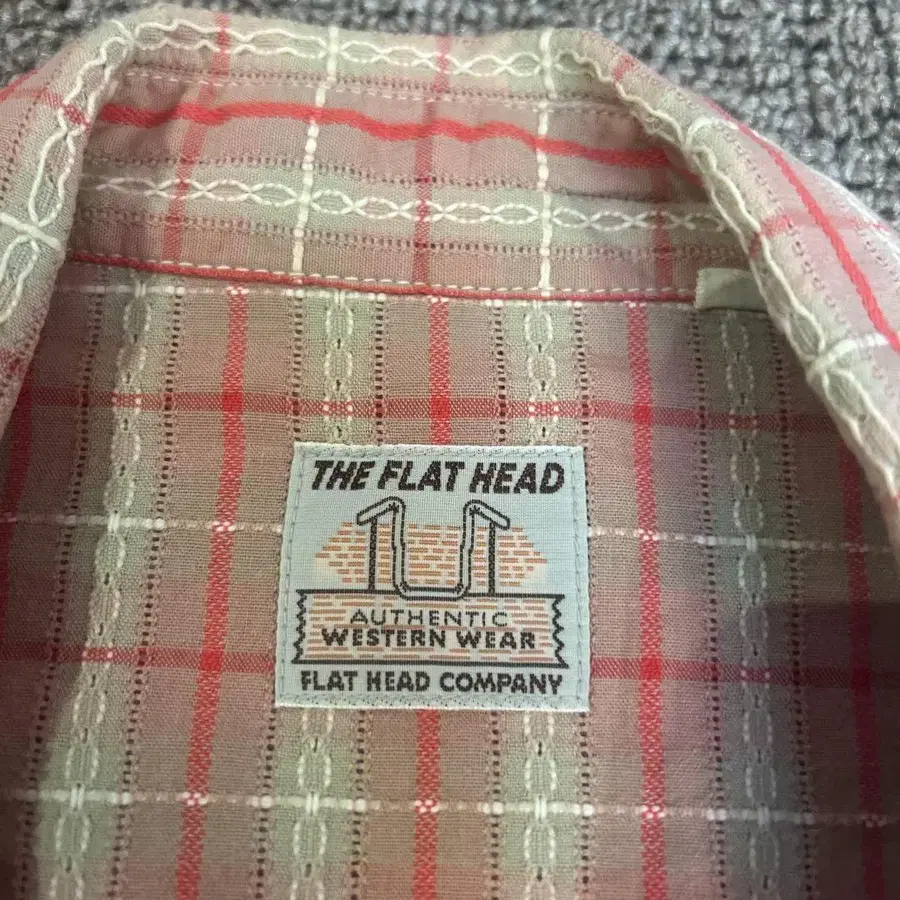 THE FLAT HEAD
AUTHENTIC
WESTERN WEAR
FLAT HEAD COMPANY